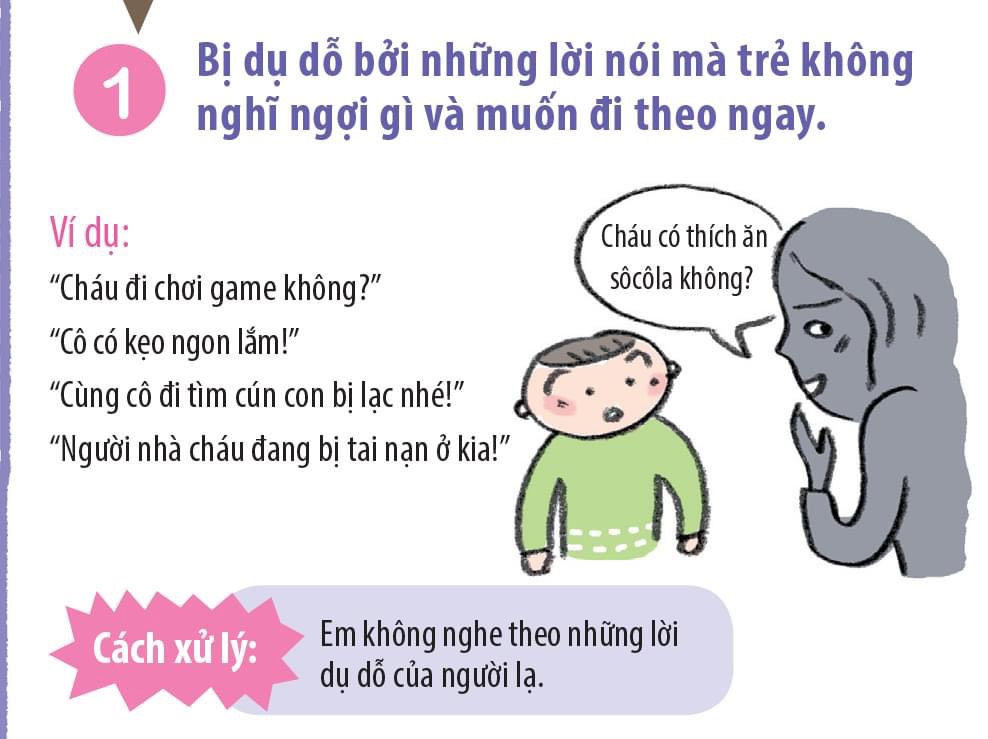 1
Bị dụ dỗ bởi những lời nói mà trẻ không
nghĩ ngợi gì và muốn đi theo ngay.
Ví dụ:
“Cháu đi chơi game không?”
“Cô có kẹo ngon lắm!”
“Cùng cô đi tìm cún con bị lạc nhé!”
“Người nhà cháu đang bị tai nạn ở kia!”
Cháu có thích ăn
sôcôla không?
Cách xử lý:
Em không nghe theo những lời
dụ dỗ của người lạ.